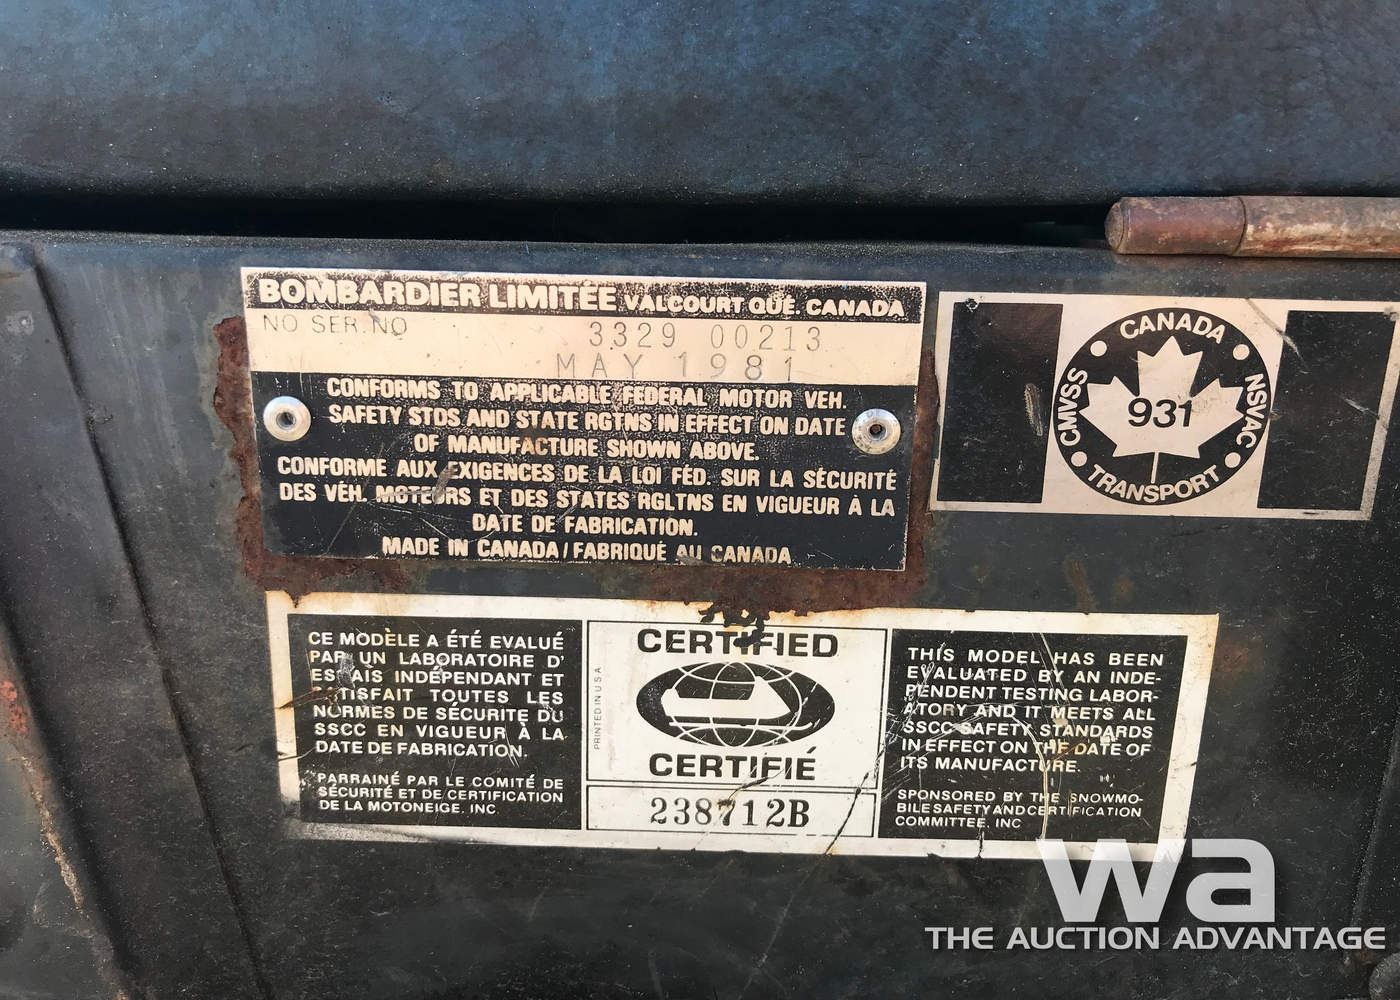 BOMBARDIER LIMITÉE VALCOURT QUÉ. CANADA
NO SER. NO 3329 00213
MAY 1981
CONFORMS TO APPLICABLE FEDERAL MOTOR VEH.
SAFETY STDS AND STATE RGTNS IN EFFECT ON DATE
OF MANUFACTURE SHOWN ABOVE.
CONFORME AUX EXIGENCES DE LA LOI FÉD. SUR LA SÉCURITÉ
DES VÉH. MOTEURS ET DES STATES RGLTNS EN VIGUEUR À LA
DATE DE FABRICATION.
MADE IN CANADA / FABRIQUÉ AU CANADA
CANADA
CMVSS
931
NSVAC
TRANSPORT
CE MODÈLE A ÉTÉ EVALUÉ
PAR UN LABORATOIRE D'
ESSAIS INDÉPENDANT ET
SATISFAIT TOUTES LES
NORMES DE SÉCURITE DU
SSCC EN VIGUEUR À LA
DATE DE FABRICATION.
PARRAINÉ PAR LE COMITÉ DE
SÉCURITÉ ET DE CERTIFICATION
DE LA MOTONEIGE, INC
PRINTED IN U.S.A.
CERTIFIED
CERTIFIÉ
238712B
THIS MODEL HAS BEEN
EVALUATED BY AN INDE-
PENDENT TESTING LABOR-
ATORY AND IT MEETS ALL
SSCC SAFETY STANDARDS
IN EFFECT ON THE DATE OF
ITS MANUFACTURE.
SPONSORED BY THE SNOWMO-
BILE SAFETY AND CERTIFICATION
COMMITTEE, INC
wa
THE AUCTION ADVANTAGE